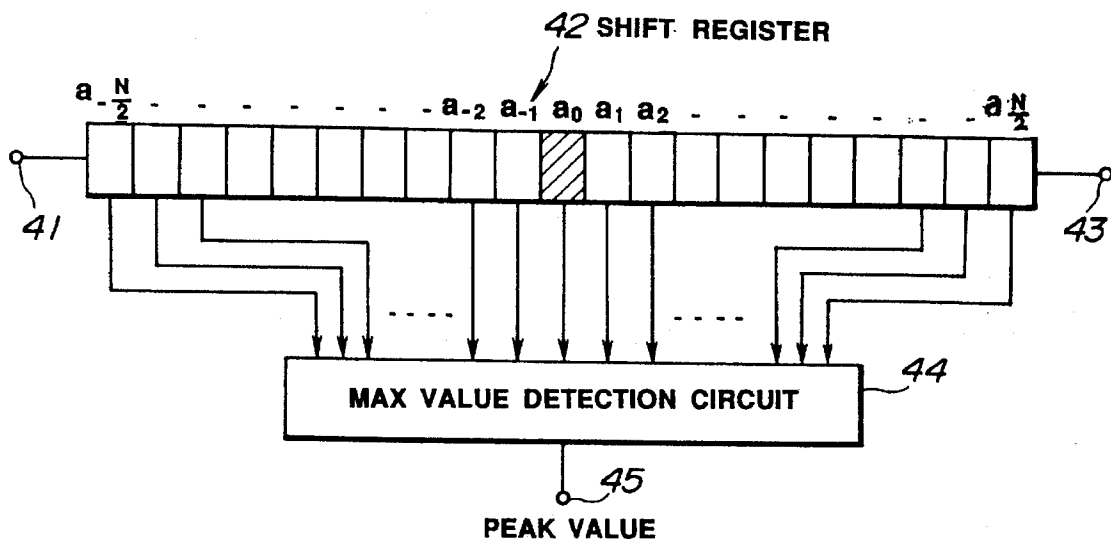 42 SHIFT REGISTER
a-N/2 - - - - - - - a-2 a-1 a0 a1 a2 - - - - - - - aN/2
41
43
- - - - - - - -
44
MAX VALUE DETECTION CIRCUIT
45
PEAK VALUE